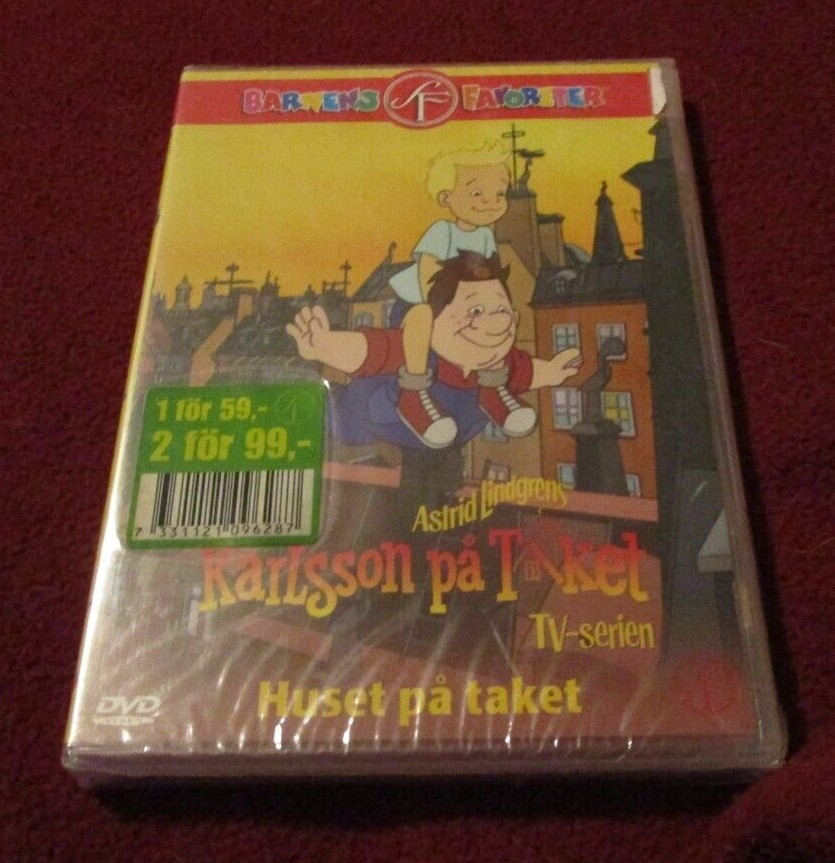 BARNENS SF FAVORITER
1 för 59,-
2 för 99,-
7 331121 096287
Astrid Lindgrens
Karlsson på Taket
TV-serien
Huset på taket
DVD